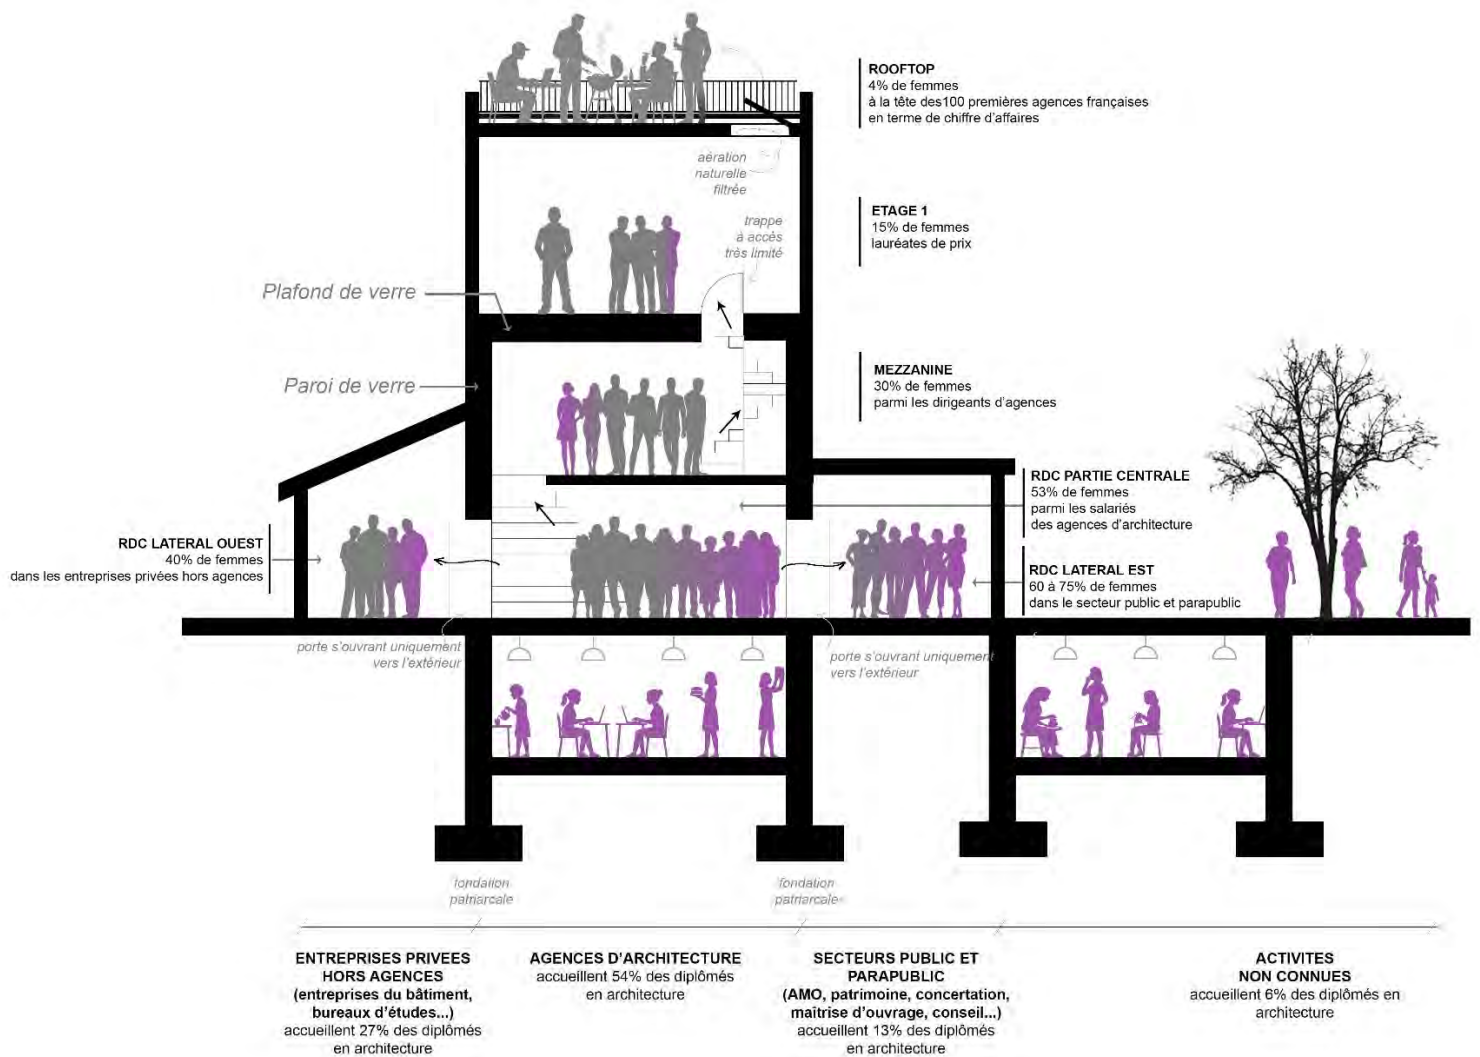 ROOFTOP
4% de femmes
à la tête des100 premières agences françaises
en terme de chiffre d'affaires
aération
naturelle
filtrée
trappe
à accès
très limité
ETAGE 1
15% de femmes
lauréates de prix
Plafond de verre
Paroi de verre
MEZZANINE
30% de femmes
parmi les dirigeants d'agences
RDC PARTIE CENTRALE
53% de femmes
parmi les salariés
des agences d'architecture
RDC LATERAL OUEST
40% de femmes
dans les entreprises privées hors agences
RDC LATERAL EST
60 à 75% de femmes
dans le secteur public et parapublic
porte s'ouvrant uniquement
vers l'extérieur
porte s'ouvrant uniquement
vers l'extérieur
fondation
patriarcale
fondation
patriarcale
ENTREPRISES PRIVEES
HORS AGENCES
(entreprises du bâtiment,
bureaux d'études...)
accueillent 27% des diplômés
en architecture
AGENCES D'ARCHITECTURE
accueillent 54% des diplômés
en architecture
SECTEURS PUBLIC ET
PARAPUBLIC
(AMO, patrimoine, concertation,
maîtrise d'ouvrage, conseil...)
accueillent 13% des diplômés
en architecture
ACTIVITES
NON CONNUES
accueillent 6% des diplômés en
architecture